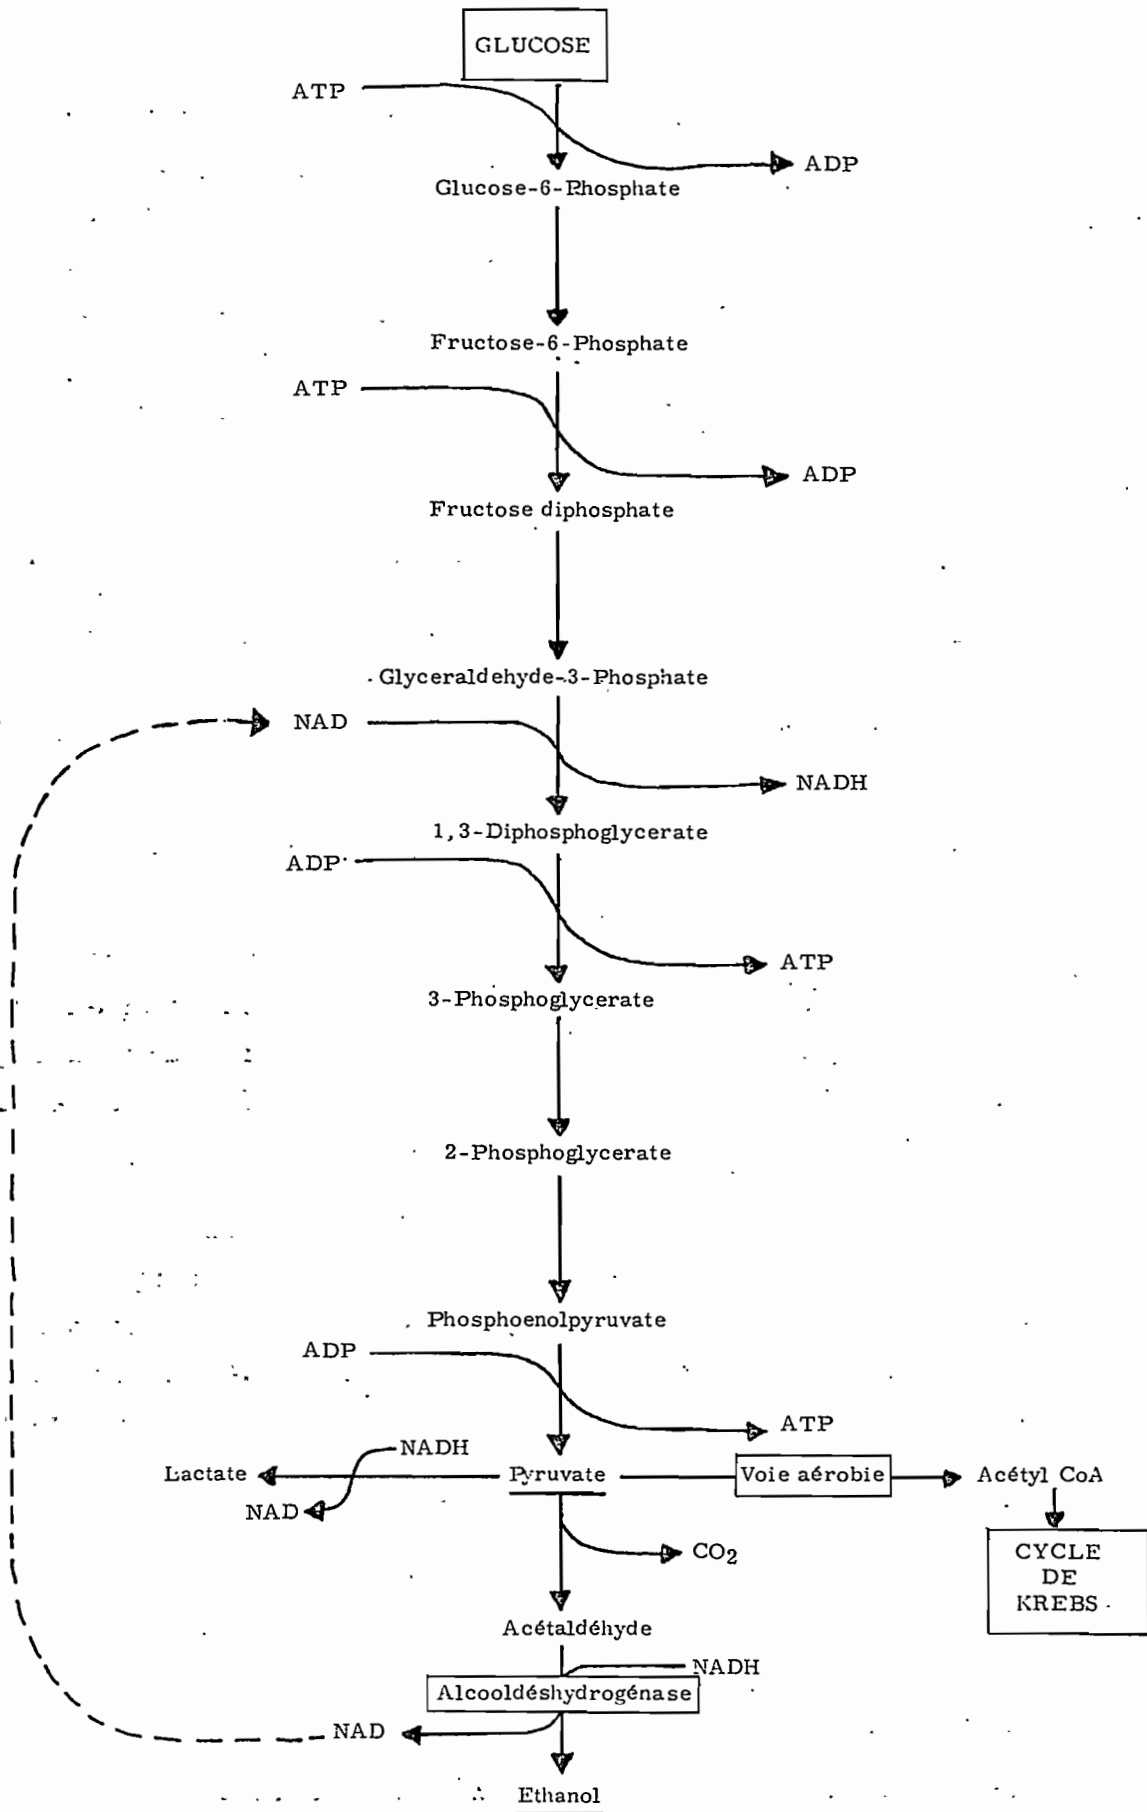 GLUCOSE
ATP
ADP
Glucose-6-Phosphate
Fructose-6-Phosphate
ATP
ADP
Fructose diphosphate
Glyceraldehyde-3-Phosphate
NAD
NADH
1,3-Diphosphoglycerate
ADP
ATP
3-Phosphoglycerate
2-Phosphoglycerate
Phosphoenolpyruvate
ADP
ATP
NADH
Lactate
Pyruvate
Voie aérobie
Acétyl CoA
NAD
CO2
CYCLE
DE
KREBS
Acétaldéhyde
NADH
Alcooldéshydrogénase
NAD
Ethanol